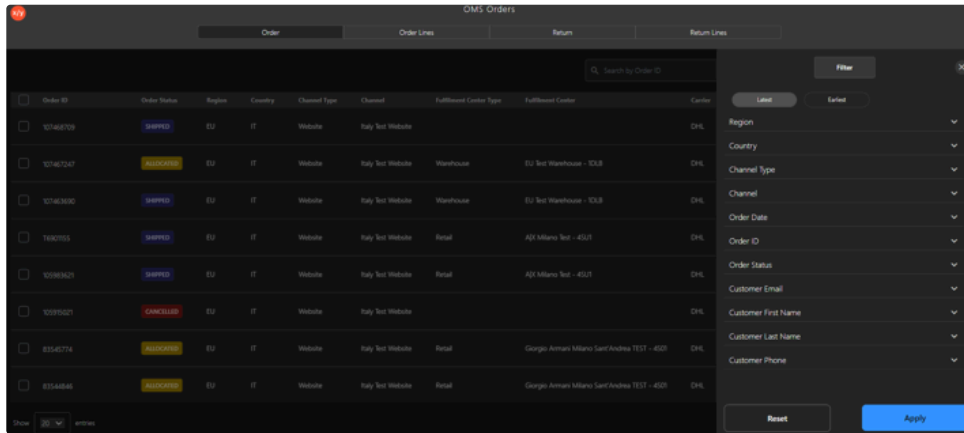 A|X
OMS Orders
Order Order Lines Return Return Lines
Search by Order ID
Filter
Latest Earliest
Order ID Order Status Region Country Channel Type Channel Fulfillment Center Type Fulfillment Center Carrier
107468709 SHIPPED EU IT Website Italy Test Website DHL
107467247 ALLOCATED EU IT Website Italy Test Website Warehouse EU Test Warehouse - 1DLB DHL
107463690 SHIPPED EU IT Website Italy Test Website Warehouse EU Test Warehouse - 1DLB DHL
T6901155 SHIPPED EU IT Website Italy Test Website Retail A|X Milano Test - 4SU1 DHL
105983621 SHIPPED EU IT Website Italy Test Website Retail A|X Milano Test - 4SU1 DHL
105915021 CANCELLED EU IT Website Italy Test Website DHL
83545774 ALLOCATED EU IT Website Italy Test Website Retail Giorgio Armani Milano Sant'Andrea TEST - 4S01 DHL
83544846 ALLOCATED EU IT Website Italy Test Website Retail Giorgio Armani Milano Sant'Andrea TEST - 4S01 DHL
Show 20 entries
Region
Country
Channel Type
Channel
Order Date
Order ID
Order Status
Customer Email
Customer First Name
Customer Last Name
Customer Phone
Reset Apply